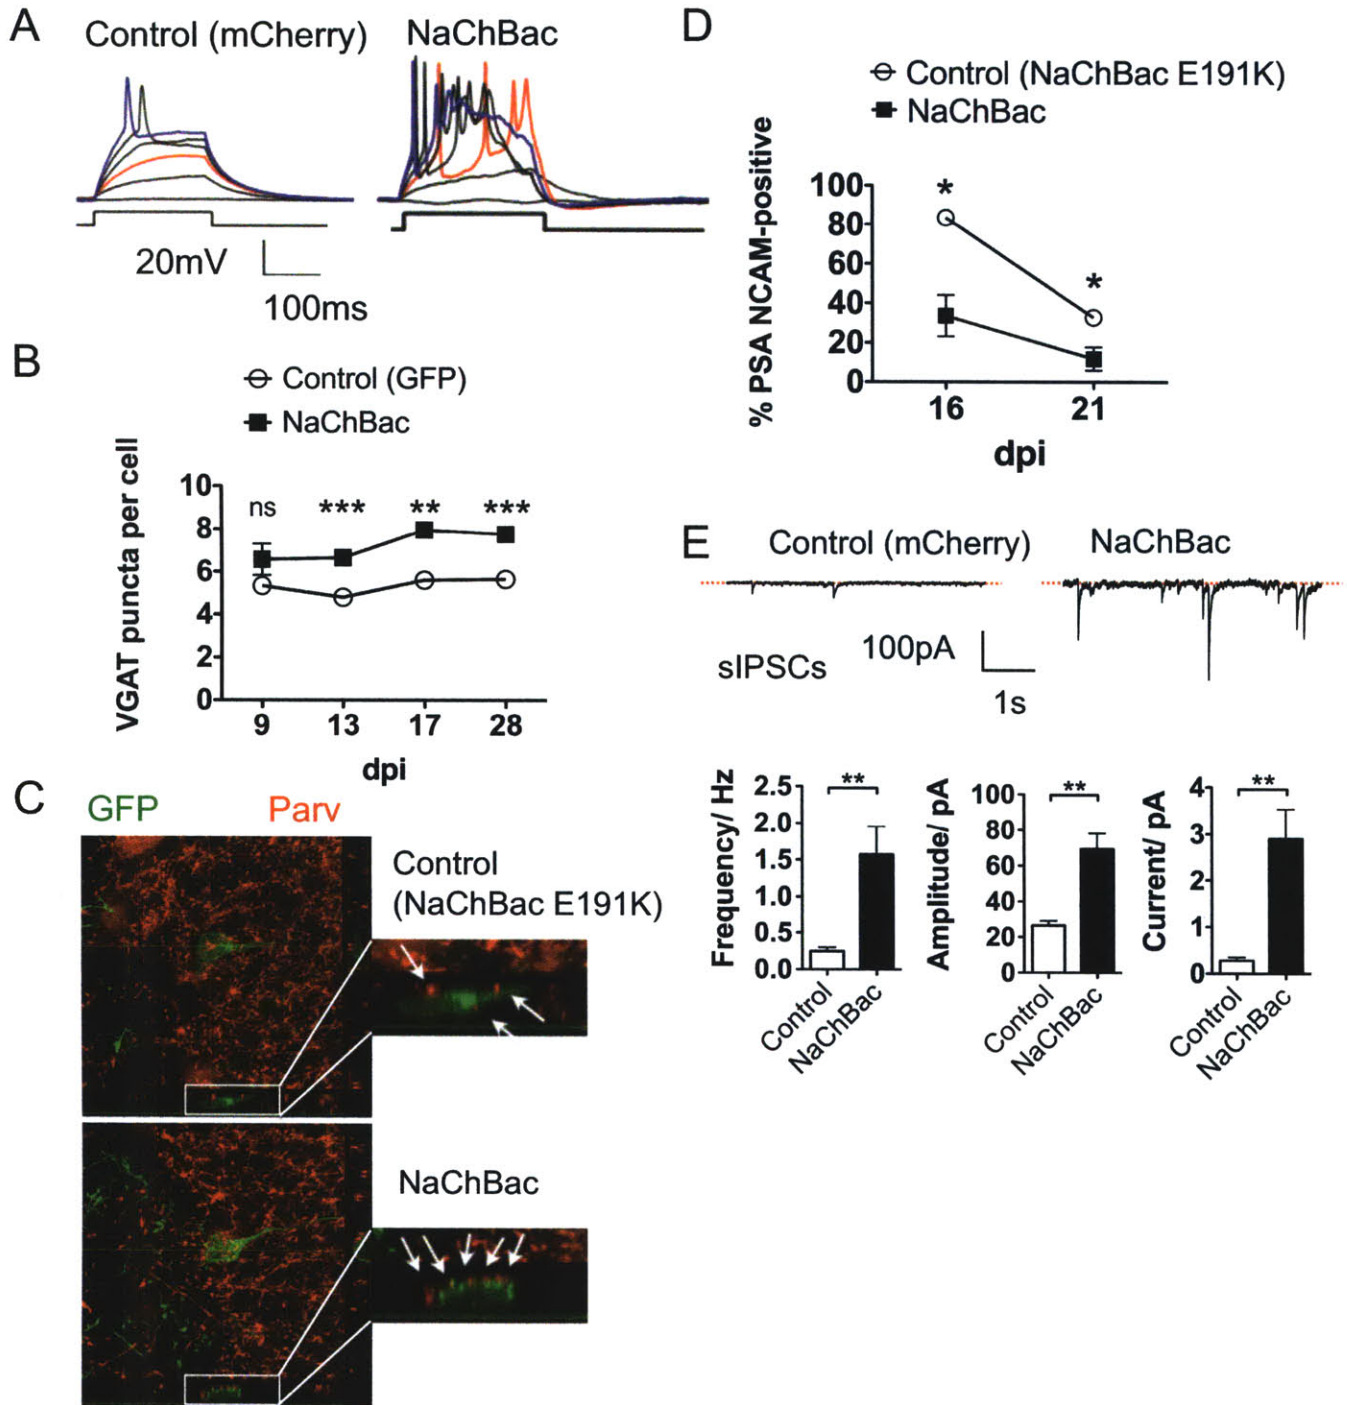 A
Control (mCherry)
NaChBac
20mV
100ms
B
Control (GFP)
NaChBac
VGAT puncta per cell
10
8
6
4
2
0
ns
***
**
***
9 13 17 28
dpi
C
GFP
Parv
Control
(NaChBac E191K)
NaChBac
D
Control (NaChBac E191K)
NaChBac
% PSA NCAM-positive
100
80
60
40
20
0
*
*
16 21
dpi
E
Control (mCherry)
NaChBac
sIPSCs
100pA
1s
Frequency/ Hz
2.5
2.0
1.5
1.0
0.5
0.0
**
Control
NaChBac
Amplitude/ pA
100
80
60
40
20
0
**
Control
NaChBac
Current/ pA
4
3
2
1
0
**
Control
NaChBac